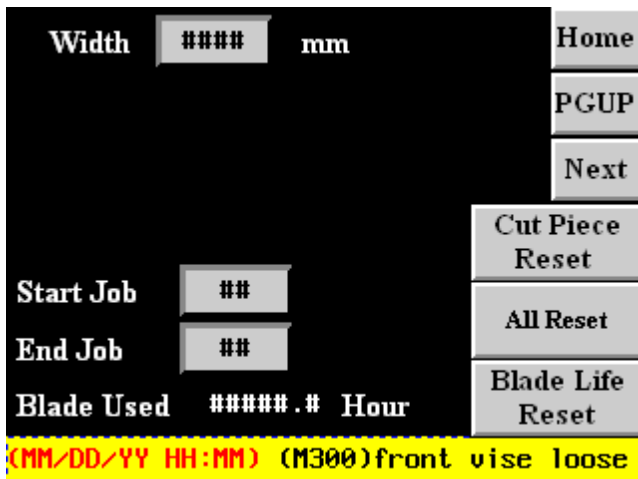 Width #### mm
Home
PGUP
Next
Cut Piece
Reset
Start Job ##
All Reset
End Job ##
Blade Life
Reset
Blade Used #####.# Hour
(MM/DD/YY HH:MM) (M300)front vise loose